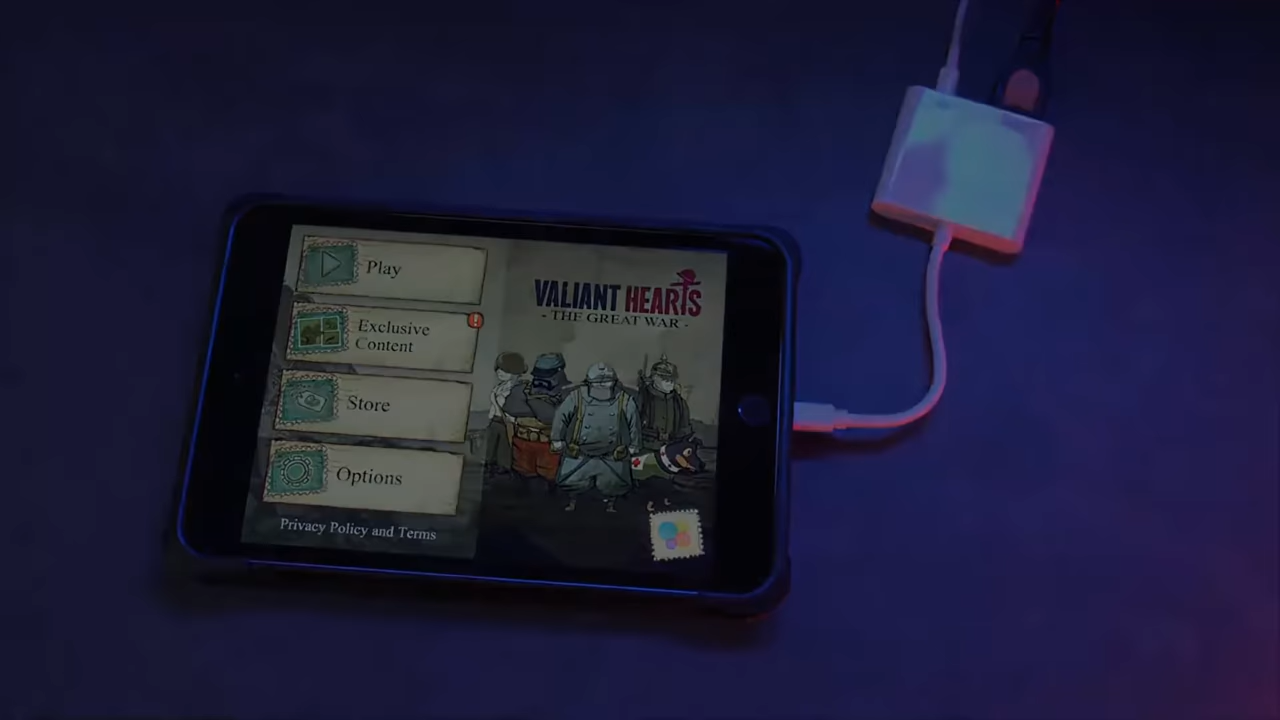 Play
Exclusive
Content
Store
Options
Privacy Policy and Terms
VALIANT HEARTS
- THE GREAT WAR -